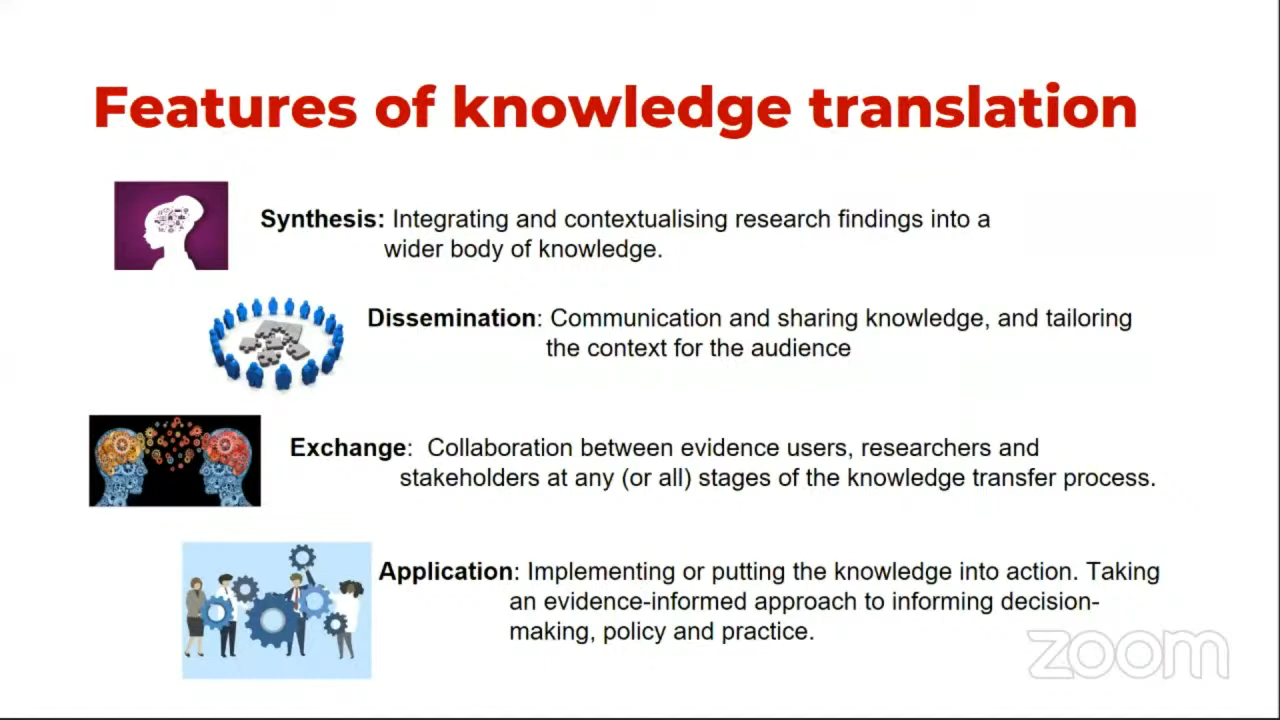 Features of knowledge translation
Synthesis: Integrating and contextualising research findings into a
wider body of knowledge.
Dissemination: Communication and sharing knowledge, and tailoring
the context for the audience
Exchange: Collaboration between evidence users, researchers and
stakeholders at any (or all) stages of the knowledge transfer process.
Application: Implementing or putting the knowledge into action. Taking
an evidence-informed approach to informing decision-
making, policy and practice.
zoom